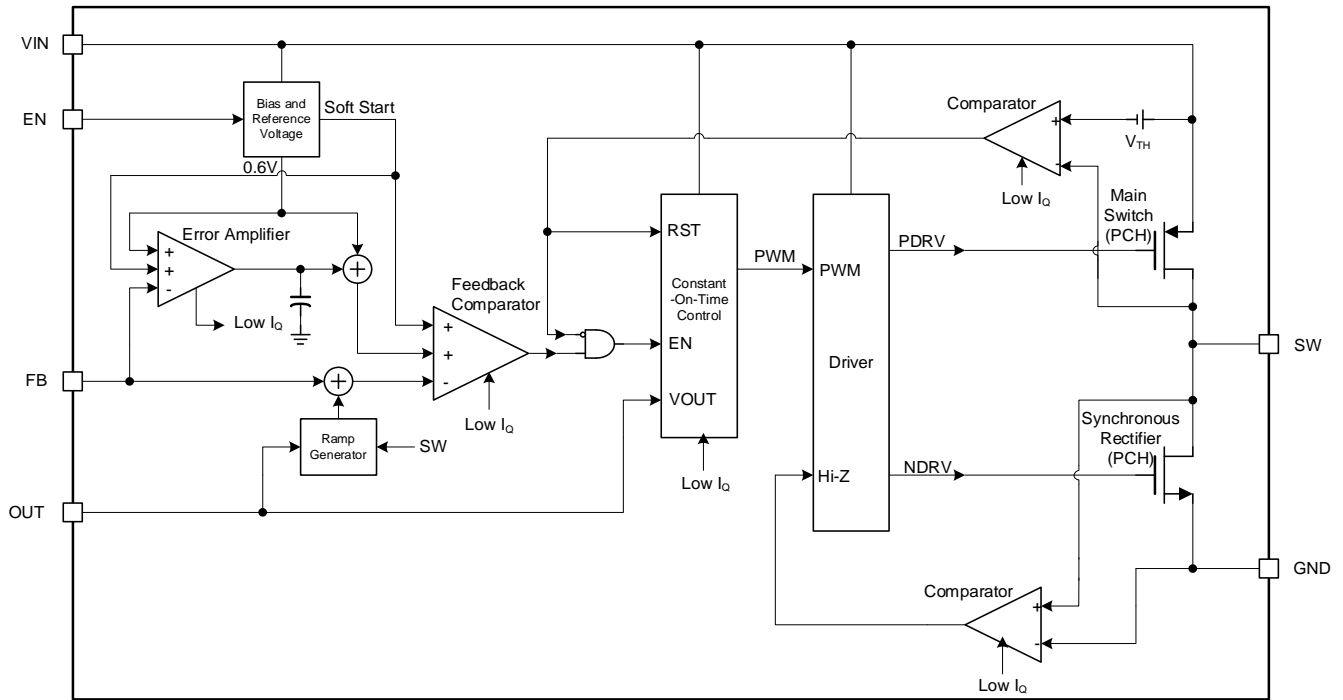 VIN
EN
Bias and
Reference
Voltage
Soft Start
0.6V
Error Amplifier
+
+
-
Low IQ
+
Feedback
Comparator
+
+
-
Low IQ
FB
+
Ramp
Generator
SW
OUT
RST
Constant
-On-Time
Control
EN
VOUT
Low IQ
PWM
PWM
Driver
Hi-Z
PDRV
NDRV
Comparator
+
-
Low IQ
VTH
Main
Switch
(PCH)
SW
Synchronous
Rectifier
(PCH)
GND
Comparator
+
-
Low IQ